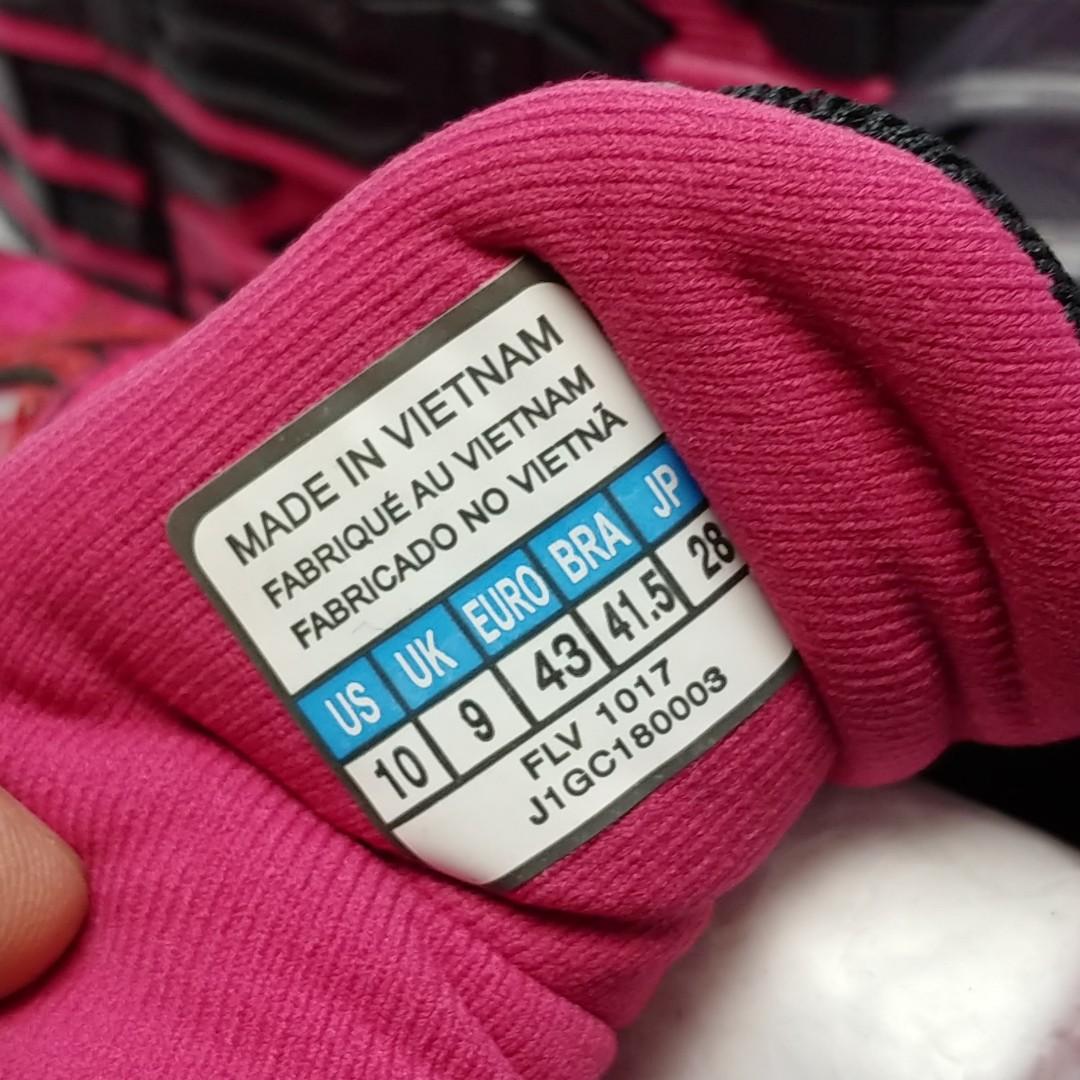 MADE IN VIETNAM
FABRIQUÉ AU VIETNAM
FABRICADO NO VIETNÃ
US UK EURO BRA JP
10 9 43 41.5 28
FLV 1017
J1GC180003